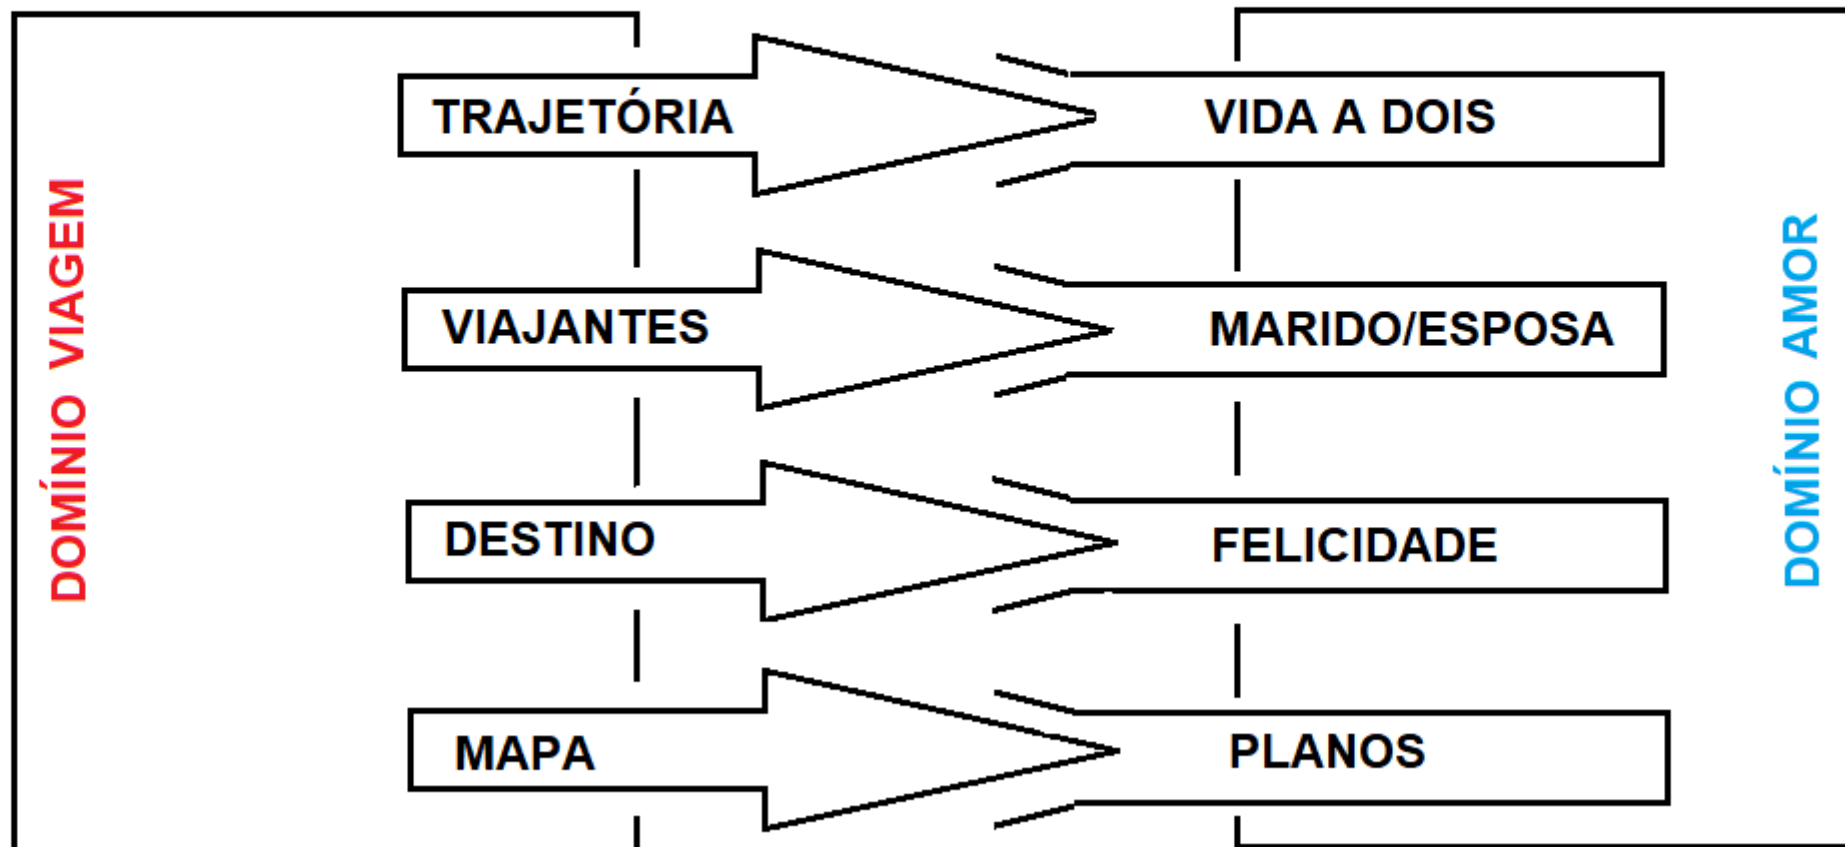 DOMÍNIO VIAGEM
TRAJETÓRIA
VIDA A DOIS
VIAJANTES
MARIDO/ESPOSA
DESTINO
FELICIDADE
MAPA
PLANOS
DOMÍNIO AMOR